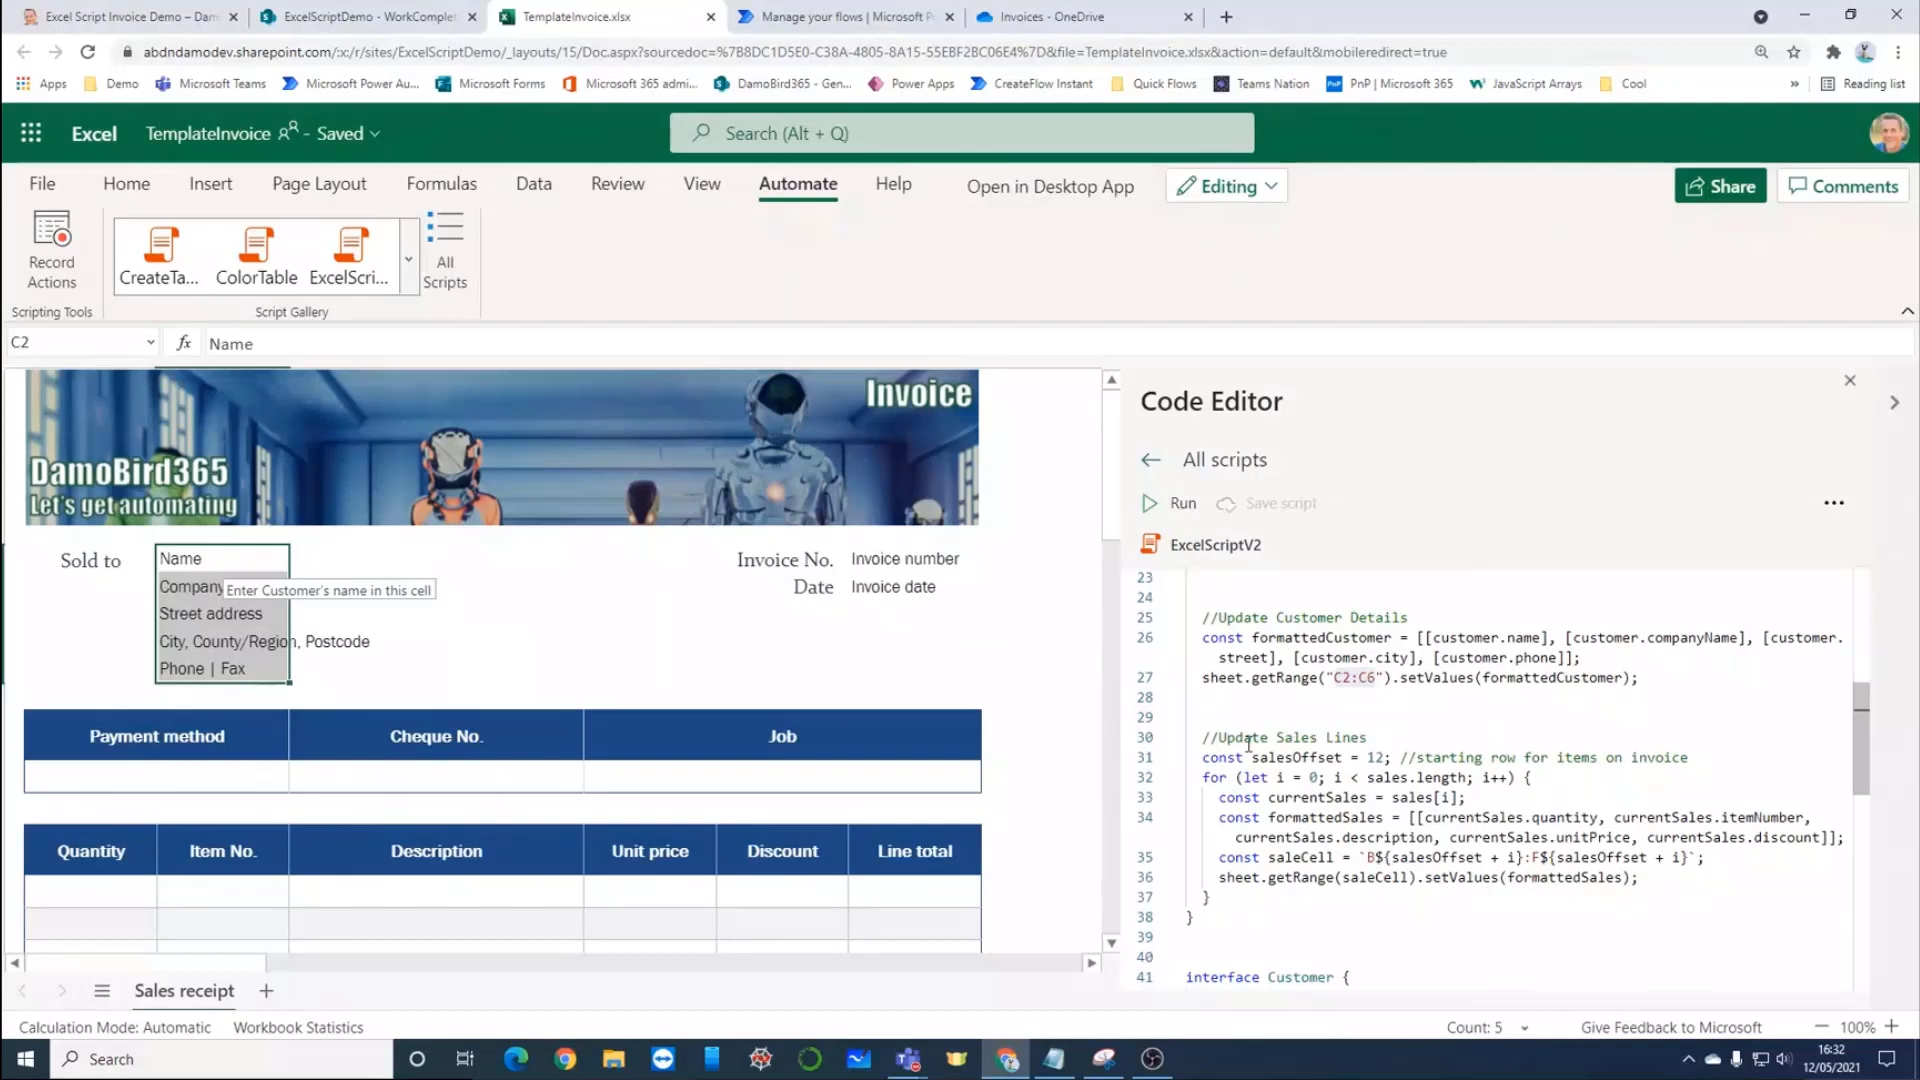 Excel Script Invoice Demo – Dam
ExcelScriptDemo - WorkComplet
TemplateInvoice.xlsx
Manage your flows | Microsoft P
Invoices - OneDrive
abdndamodev.sharepoint.com/:x:/r/sites/ExcelScriptDemo/_layouts/15/Doc.aspx?sourcedoc=%7B8DC1D5E0-C38A-4805-8A15-55EBF2BC06E4%7D&file=TemplateInvoice.xlsx&action=default&mobileredirect=true
Apps
Demo
Microsoft Teams
Microsoft Power Au...
Microsoft Forms
Microsoft 365 admi...
DamoBird365 - Gen...
Power Apps
CreateFlow Instant
Quick Flows
Teams Nation
PnP | Microsoft 365
JavaScript Arrays
Cool
»
Reading list
Excel
TemplateInvoice - Saved
Search (Alt + Q)
File
Home
Insert
Page Layout
Formulas
Data
Review
View
Automate
Help
Open in Desktop App
Editing
Share
Comments
Record
Actions
CreateTa...
ColorTable
ExcelScri...
All
Scripts
Scripting Tools
Script Gallery
C2
fx
Name
Invoice
DamoBird365
Let's get automating
Sold to
Name
Company
Enter Customer's name in this cell
Street address
City, County/Region, Postcode
Phone | Fax
Invoice No.
Invoice number
Date
Invoice date
Payment method
Cheque No.
Job
Quantity
Item No.
Description
Unit price
Discount
Line total
Code Editor
All scripts
Run
Save script
ExcelScriptV2
23
24
25 //Update Customer Details
26 const formattedCustomer = [[customer.name], [customer.companyName], [customer.
street], [customer.city], [customer.phone]];
27 sheet.getRange("C2:C6").setValues(formattedCustomer);
28
29
30 //Update Sales Lines
31 const salesOffset = 12; //starting row for items on invoice
32 for (let i = 0; i < sales.length; i++) {
33 const currentSales = sales[i];
34 const formattedSales = [[currentSales.quantity, currentSales.itemNumber,
currentSales.description, currentSales.unitPrice, currentSales.discount]];
35 const saleCell = `B${salesOffset + i}:F${salesOffset + i}`;
36 sheet.getRange(saleCell).setValues(formattedSales);
37 }
38 }
39
40
41 interface Customer {
Sales receipt
Calculation Mode: Automatic
Workbook Statistics
Count: 5
Give Feedback to Microsoft
100%
Search
16:32
12/05/2021